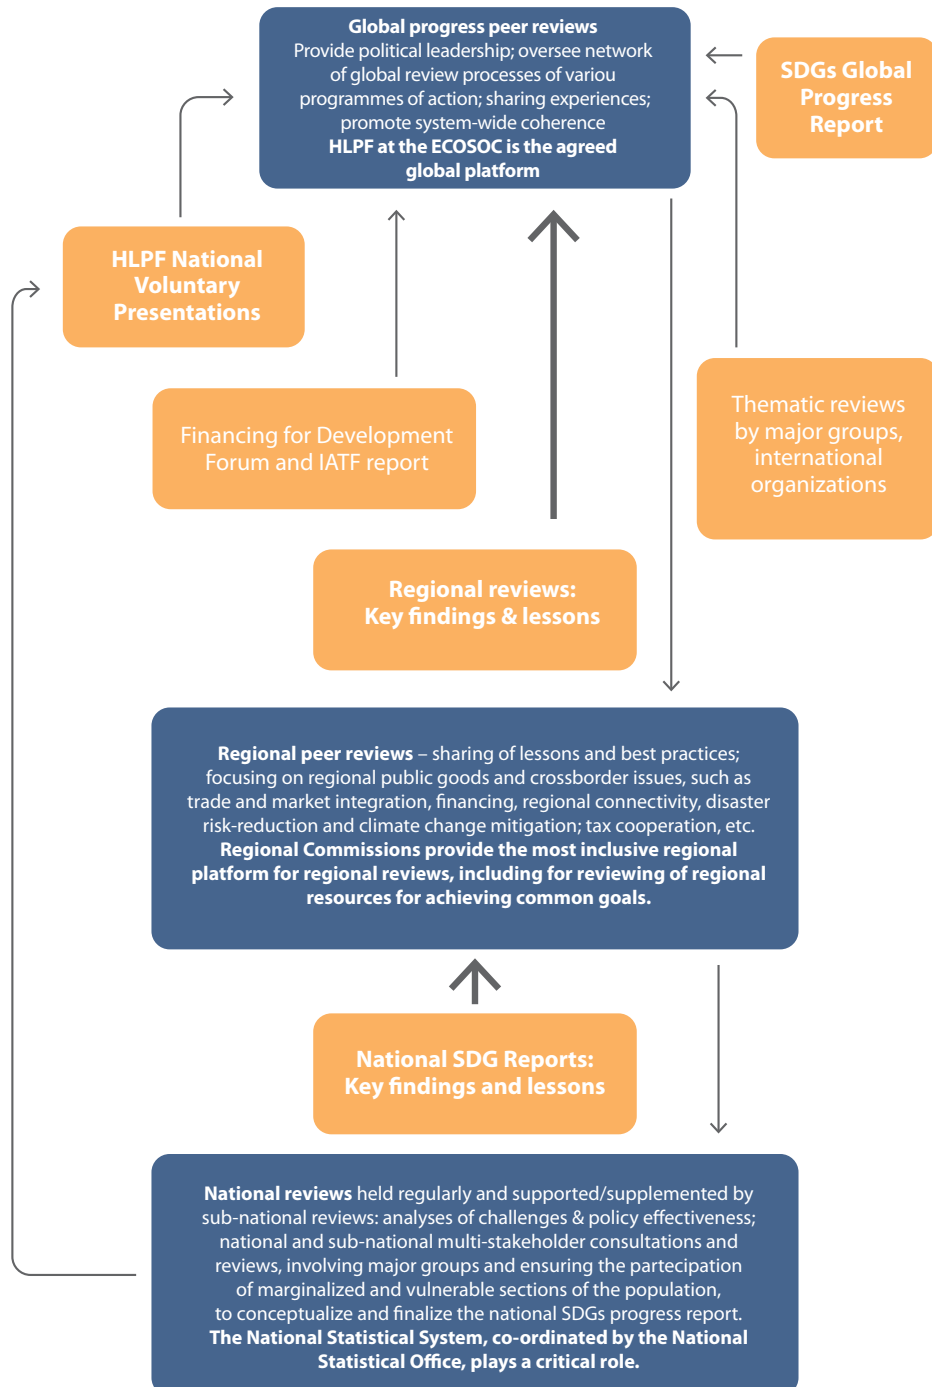 Global progress peer reviews
Provide political leadership; oversee network
of global review processes of variou
programmes of action; sharing experiences;
promote system-wide coherence
HLPF at the ECOSOC is the agreed
global platform
SDGs Global
Progress
Report
HLPF National
Voluntary
Presentations
Financing for Development
Forum and IATF report
Thematic reviews
by major groups,
international
organizations
Regional reviews:
Key findings & lessons
Regional peer reviews – sharing of lessons and best practices;
focusing on regional public goods and crossborder issues, such as
trade and market integration, financing, regional connectivity, disaster
risk-reduction and climate change mitigation; tax cooperation, etc.
Regional Commissions provide the most inclusive regional
platform for regional reviews, including for reviewing of regional
resources for achieving common goals.
National SDG Reports:
Key findings and lessons
National reviews held regularly and supported/supplemented by
sub-national reviews: analyses of challenges & policy effectiveness;
national and sub-national multi-stakeholder consultations and
reviews, involving major groups and ensuring the partecipation
of marginalized and vulnerable sections of the population,
to conceptualize and finalize the national SDGs progress report.
The National Statistical System, co-ordinated by the National
Statistical Office, plays a critical role.